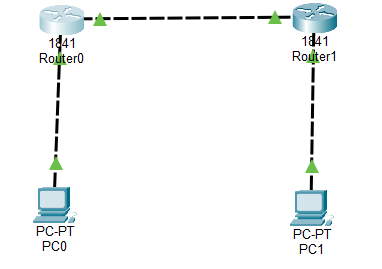 1841
Router0
1841
Router1
PC-PT
PC0
PC-PT
PC1